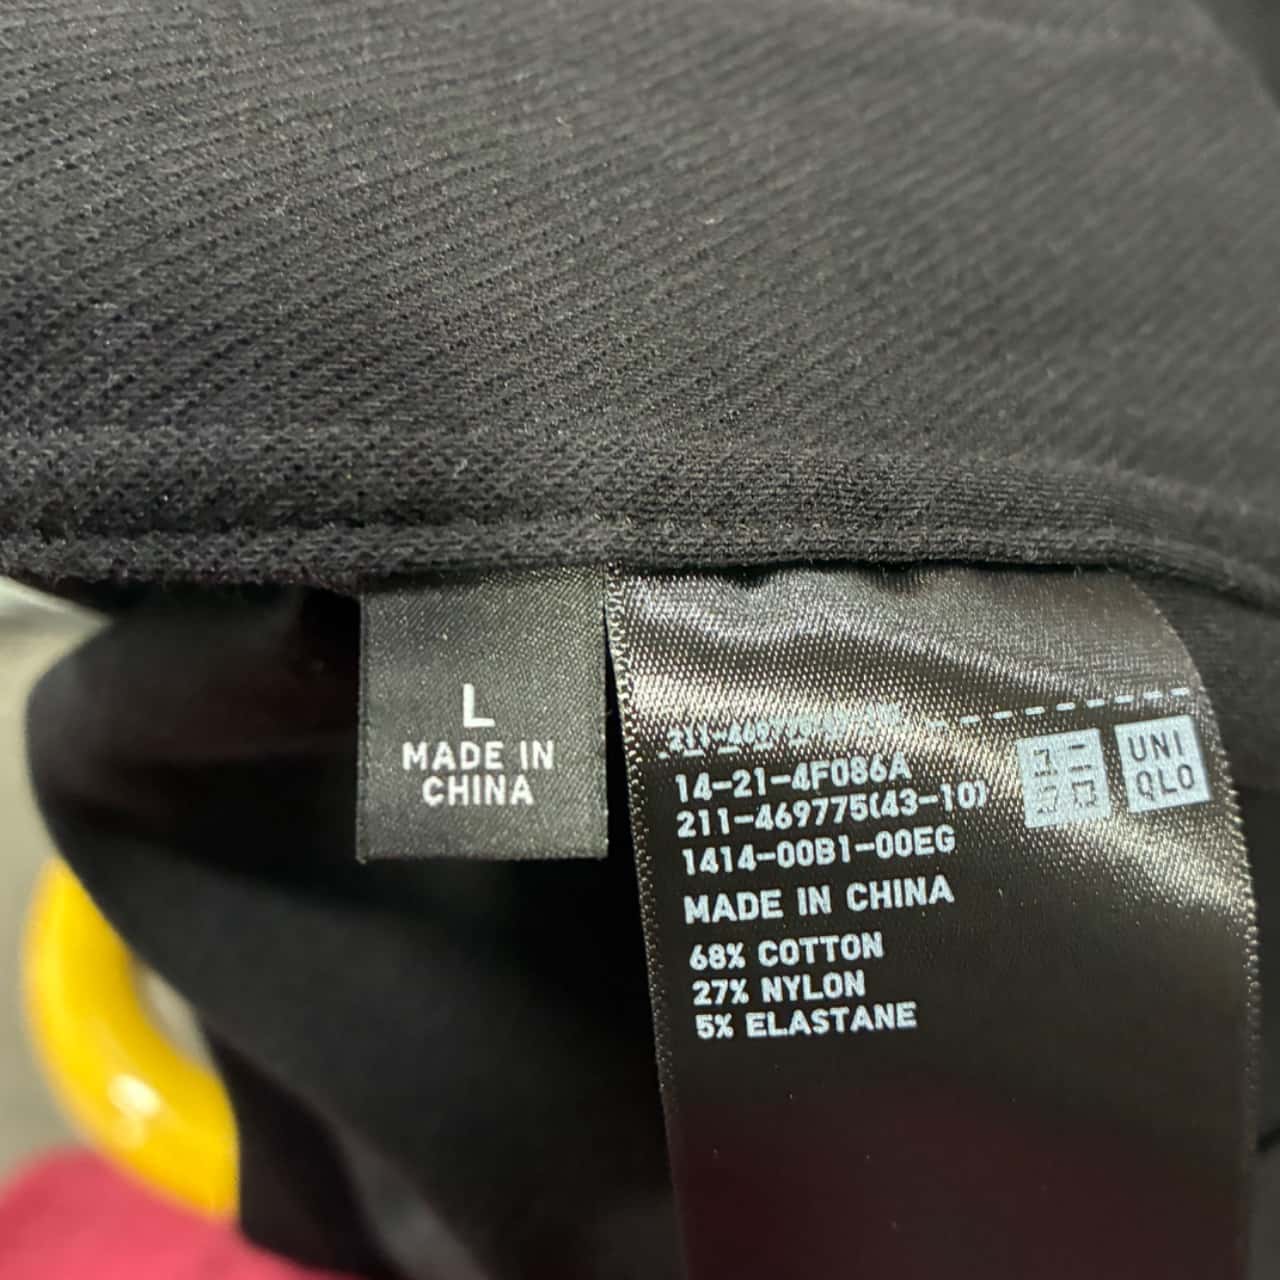 L
MADE IN
CHINA
14-21-4F086A
211-469775(43-10)
1414-00B1-00EG
MADE IN CHINA
68% COTTON
27% NYLON
5% ELASTANE
ユニ
クロ
UNI
QLO